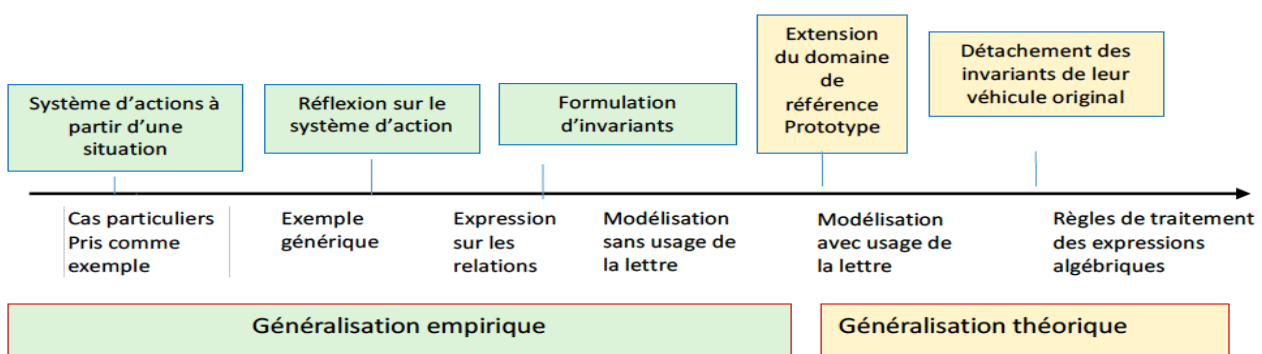 Système d'actions à
partir d'une
situation
Réflexion sur le
système d'action
Formulation
d'invariants
Extension
du domaine
de
référence
Prototype
Détachement des
invariants de leur
véhicule original
Cas particuliers
Pris comme
exemple
Exemple
générique
Expression
sur les
relations
Modélisation
sans usage de
la lettre
Modélisation
avec usage de
la lettre
Règles de traitement
des expressions
algébriques
Généralisation empirique
Généralisation théorique